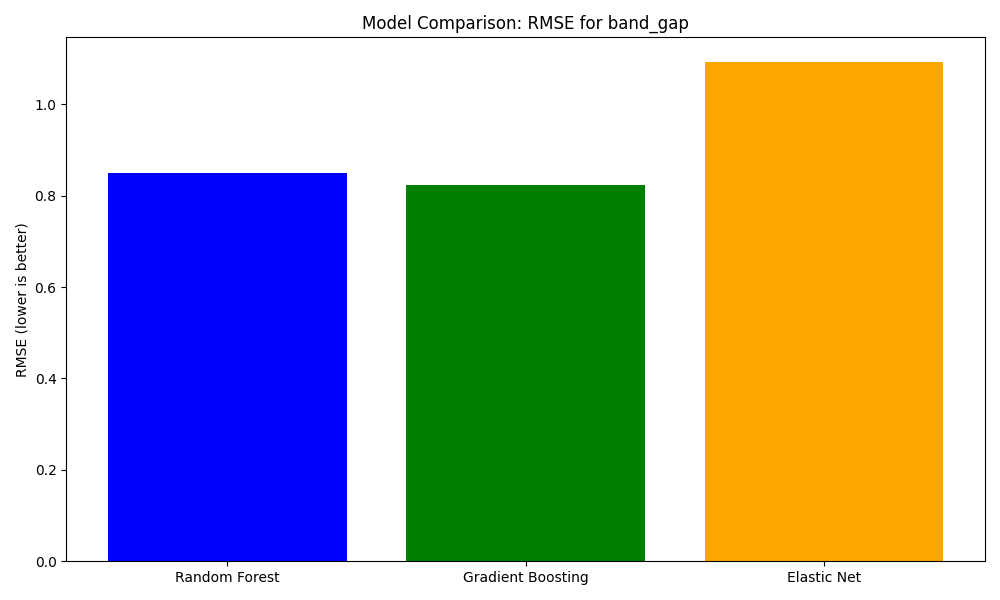 Model Comparison: RMSE for band_gap
RMSE (lower is better)
1.0
0.8
0.6
0.4
0.2
0.0
Random Forest
Gradient Boosting
Elastic Net